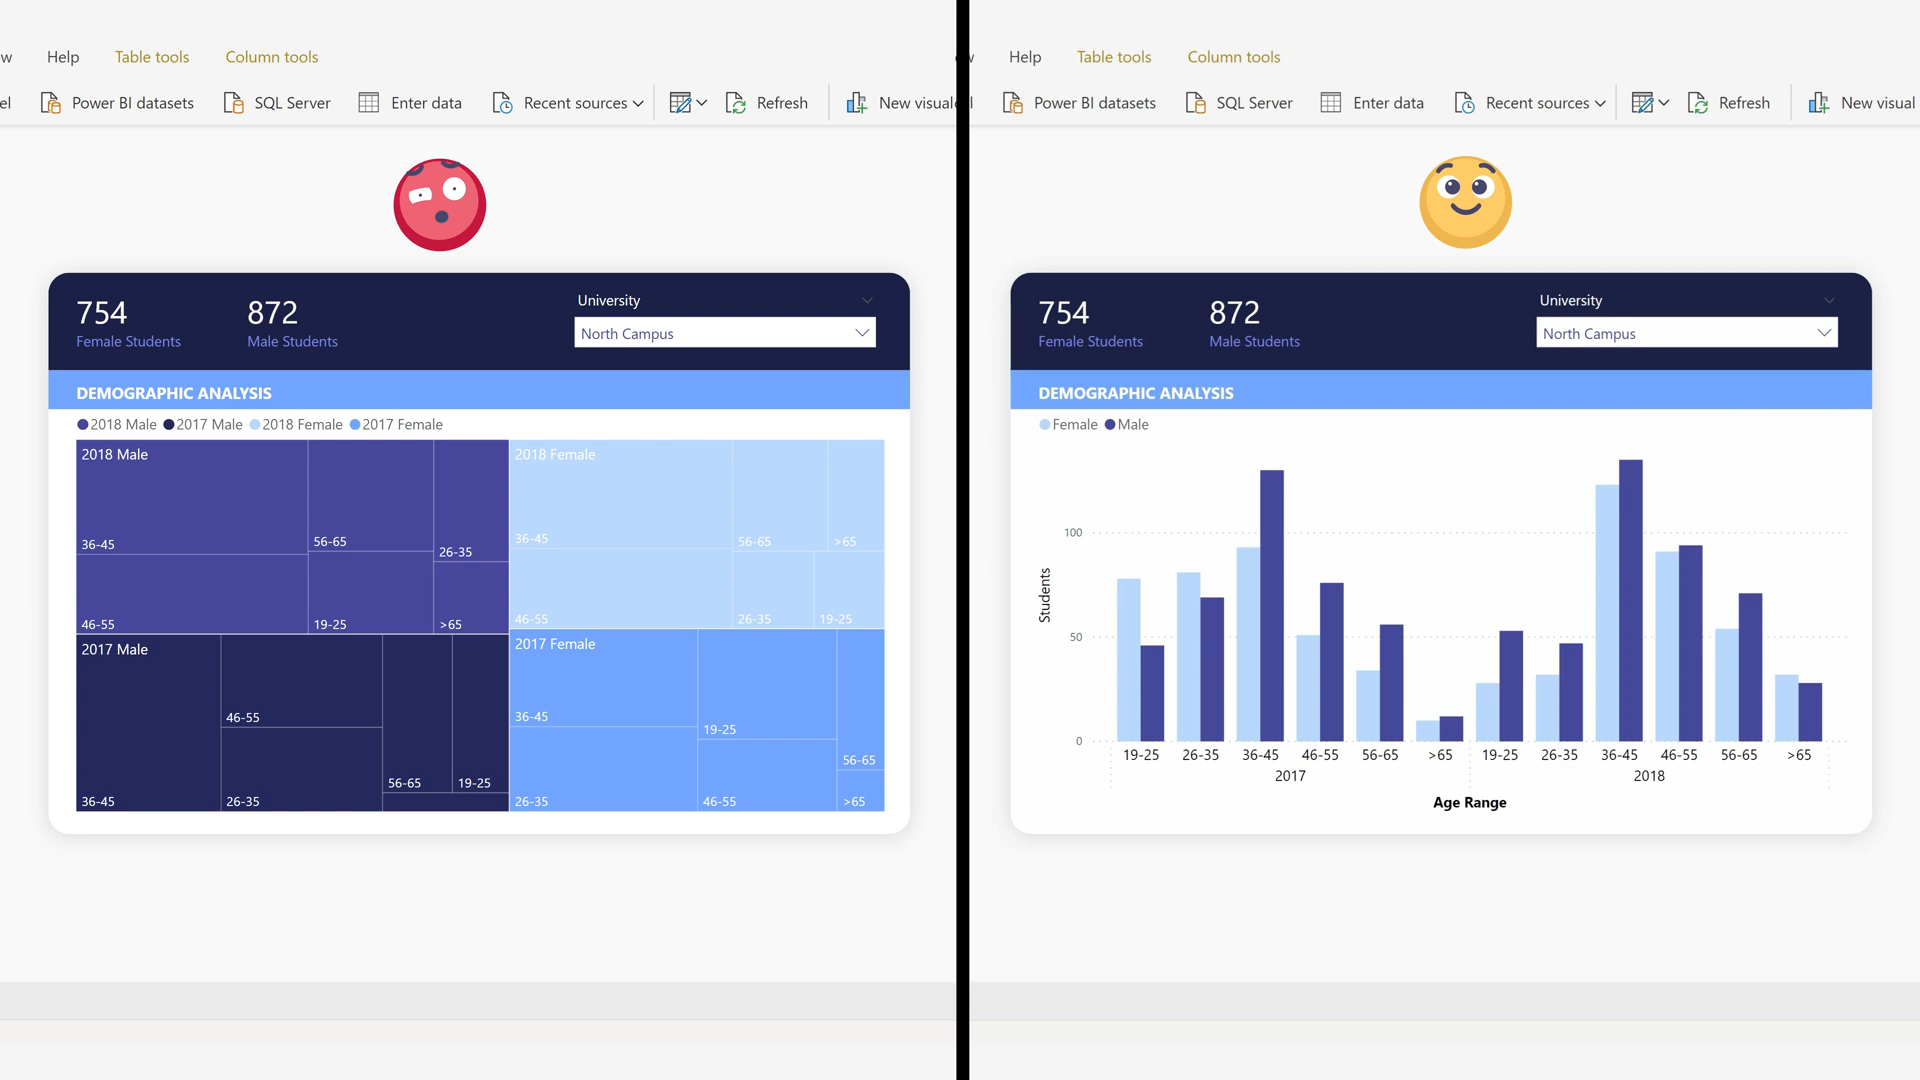 w Help Table tools Column tools
el Power BI datasets SQL Server Enter data Recent sources Refresh New visual
754
Female Students
872
Male Students
University
North Campus
DEMOGRAPHIC ANALYSIS
2018 Male 2017 Male 2018 Female 2017 Female
2018 Male
36-45
46-55
56-65
19-25
26-35
>65
2018 Female
36-45
46-55
56-65
>65
26-35
19-25
2017 Male
36-45
46-55
26-35
56-65
19-25
2017 Female
36-45
26-35
19-25
46-55
56-65
>65
w Help Table tools Column tools
Power BI datasets SQL Server Enter data Recent sources Refresh New visual
754
Female Students
872
Male Students
University
North Campus
DEMOGRAPHIC ANALYSIS
Female Male
Students
100
50
0
19-25 26-35 36-45 46-55 56-65 >65 19-25 26-35 36-45 46-55 56-65 >65
2017 2018
Age Range